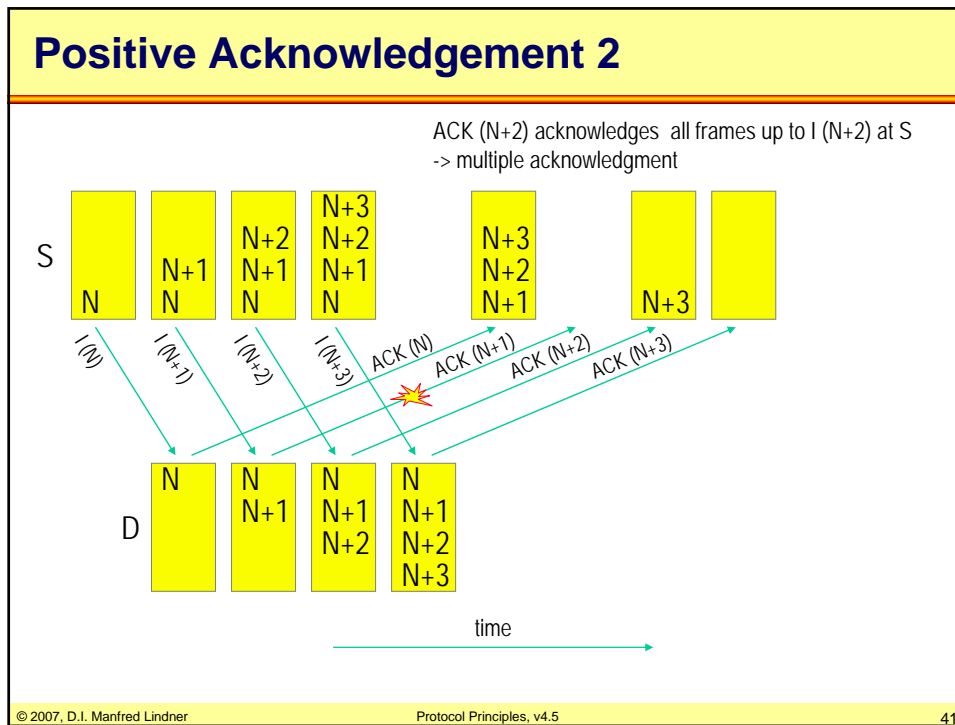 Positive Acknowledgement 2
ACK (N+2) acknowledges all frames up to I (N+2) at S
-> multiple acknowledgment
S
N
N+1
N
N+2
N+1
N
N+3
N+2
N+1
N
N+3
N+2
N+1
N+3
I (N)
I (N+1)
I (N+2)
I (N+3)
ACK (N)
ACK (N+1)
ACK (N+2)
ACK (N+3)
D
N
N
N+1
N
N+1
N+2
N
N+1
N+2
N+3
time
© 2007, D.I. Manfred Lindner
Protocol Principles, v4.5
41